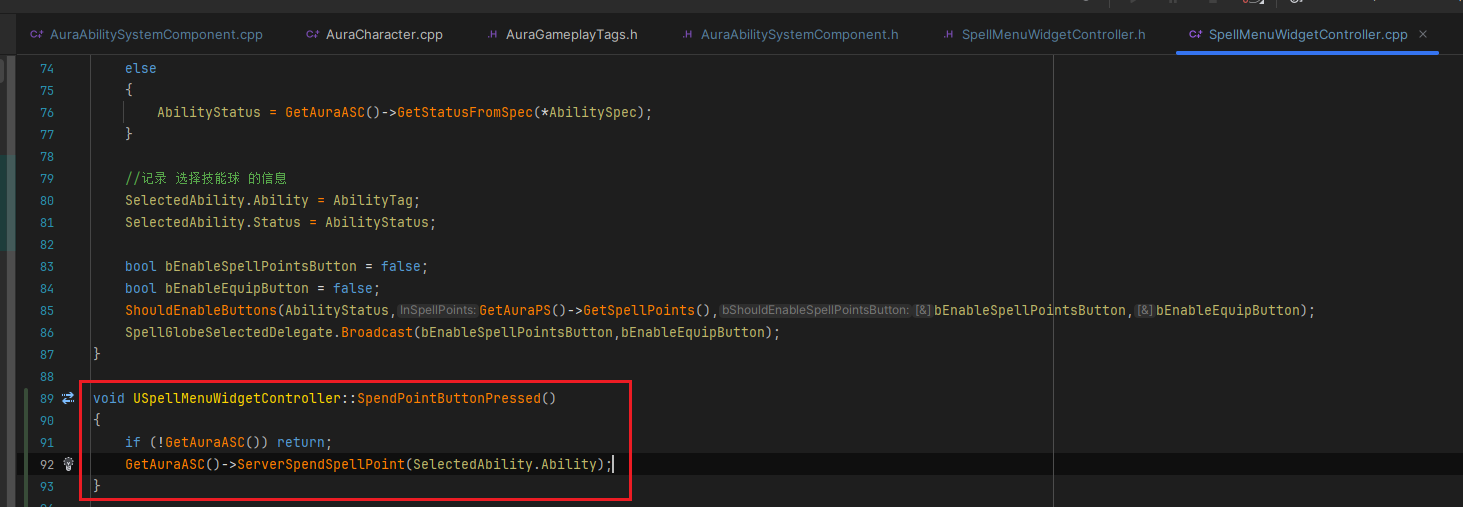 AuraAbilitySystemComponent.cpp AuraCharacter.cpp AuraGameplayTags.h AuraAbilitySystemComponent.h SpellMenuWidgetController.h SpellMenuWidgetController.cpp
74 else
75 {
76 AbilityStatus = GetAuraASC()->GetStatusFromSpec(*AbilitySpec);
77 }
78
79 //记录 选择技能球 的信息
80 SelectedAbility.Ability = AbilityTag;
81 SelectedAbility.Status = AbilityStatus;
82
83 bool bEnableSpellPointsButton = false;
84 bool bEnableEquipButton = false;
85 ShouldEnableButtons(AbilityStatus,InSpellPoints:GetAuraPS()->GetSpellPoints(),bShouldEnableSpellPointsButton:[&]bEnableSpellPointsButton,[&]bEnableEquipButton);
86 SpellGlobeSelectedDelegate.Broadcast(bEnableSpellPointsButton,bEnableEquipButton);
87 }
88
89 void USpellMenuWidgetController::SpendPointButtonPressed()
90 {
91 if (!GetAuraASC()) return;
92 GetAuraASC()->ServerSpendSpellPoint(SelectedAbility.Ability);
93 }